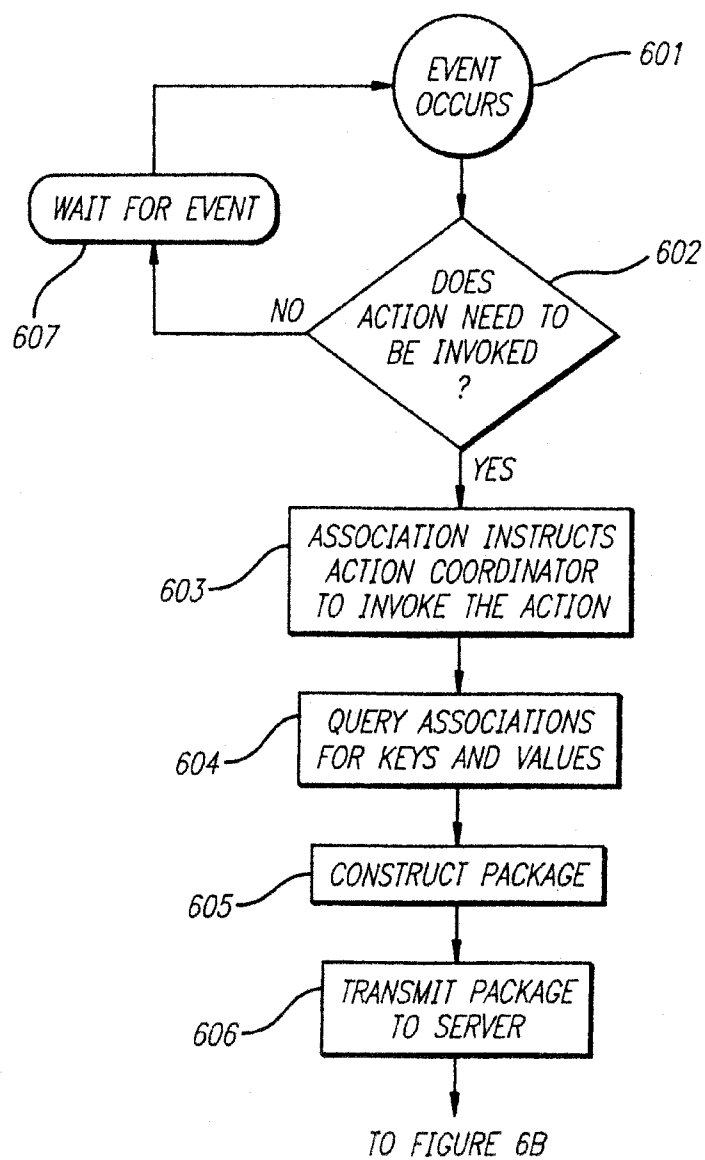 EVENT
OCCURS
601
WAIT FOR EVENT
607
602
DOES
ACTION NEED TO
BE INVOKED
?
NO
YES
ASSOCIATION INSTRUCTS
ACTION COORDINATOR
TO INVOKE THE ACTION
603
QUERY ASSOCIATIONS
FOR KEYS AND VALUES
604
CONSTRUCT PACKAGE
605
TRANSMIT PACKAGE
TO SERVER
606
TO FIGURE 6B